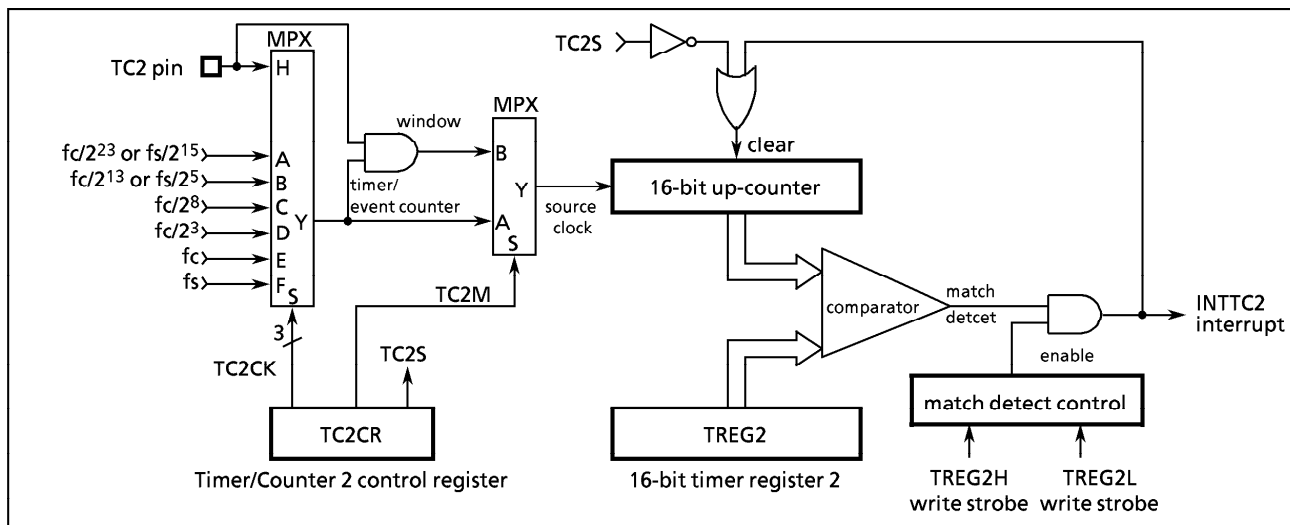 MPX
TC2 pin
H
fc/2²³ or fs/2¹⁵
A
fc/2¹³ or fs/2⁵
B
fc/2⁸
C
fc/2³
D
fc
E
fs
F
Y
S
3
TC2CK
window
timer/
event counter
MPX
B
Y
A
S
TC2M
TC2S
TC2CR
Timer/Counter 2 control register
source
clock
TC2S
clear
16-bit up-counter
comparator
match
detcet
TREG2
16-bit timer register 2
enable
INTTC2
interrupt
match detect control
TREG2H
write strobe
TREG2L
write strobe